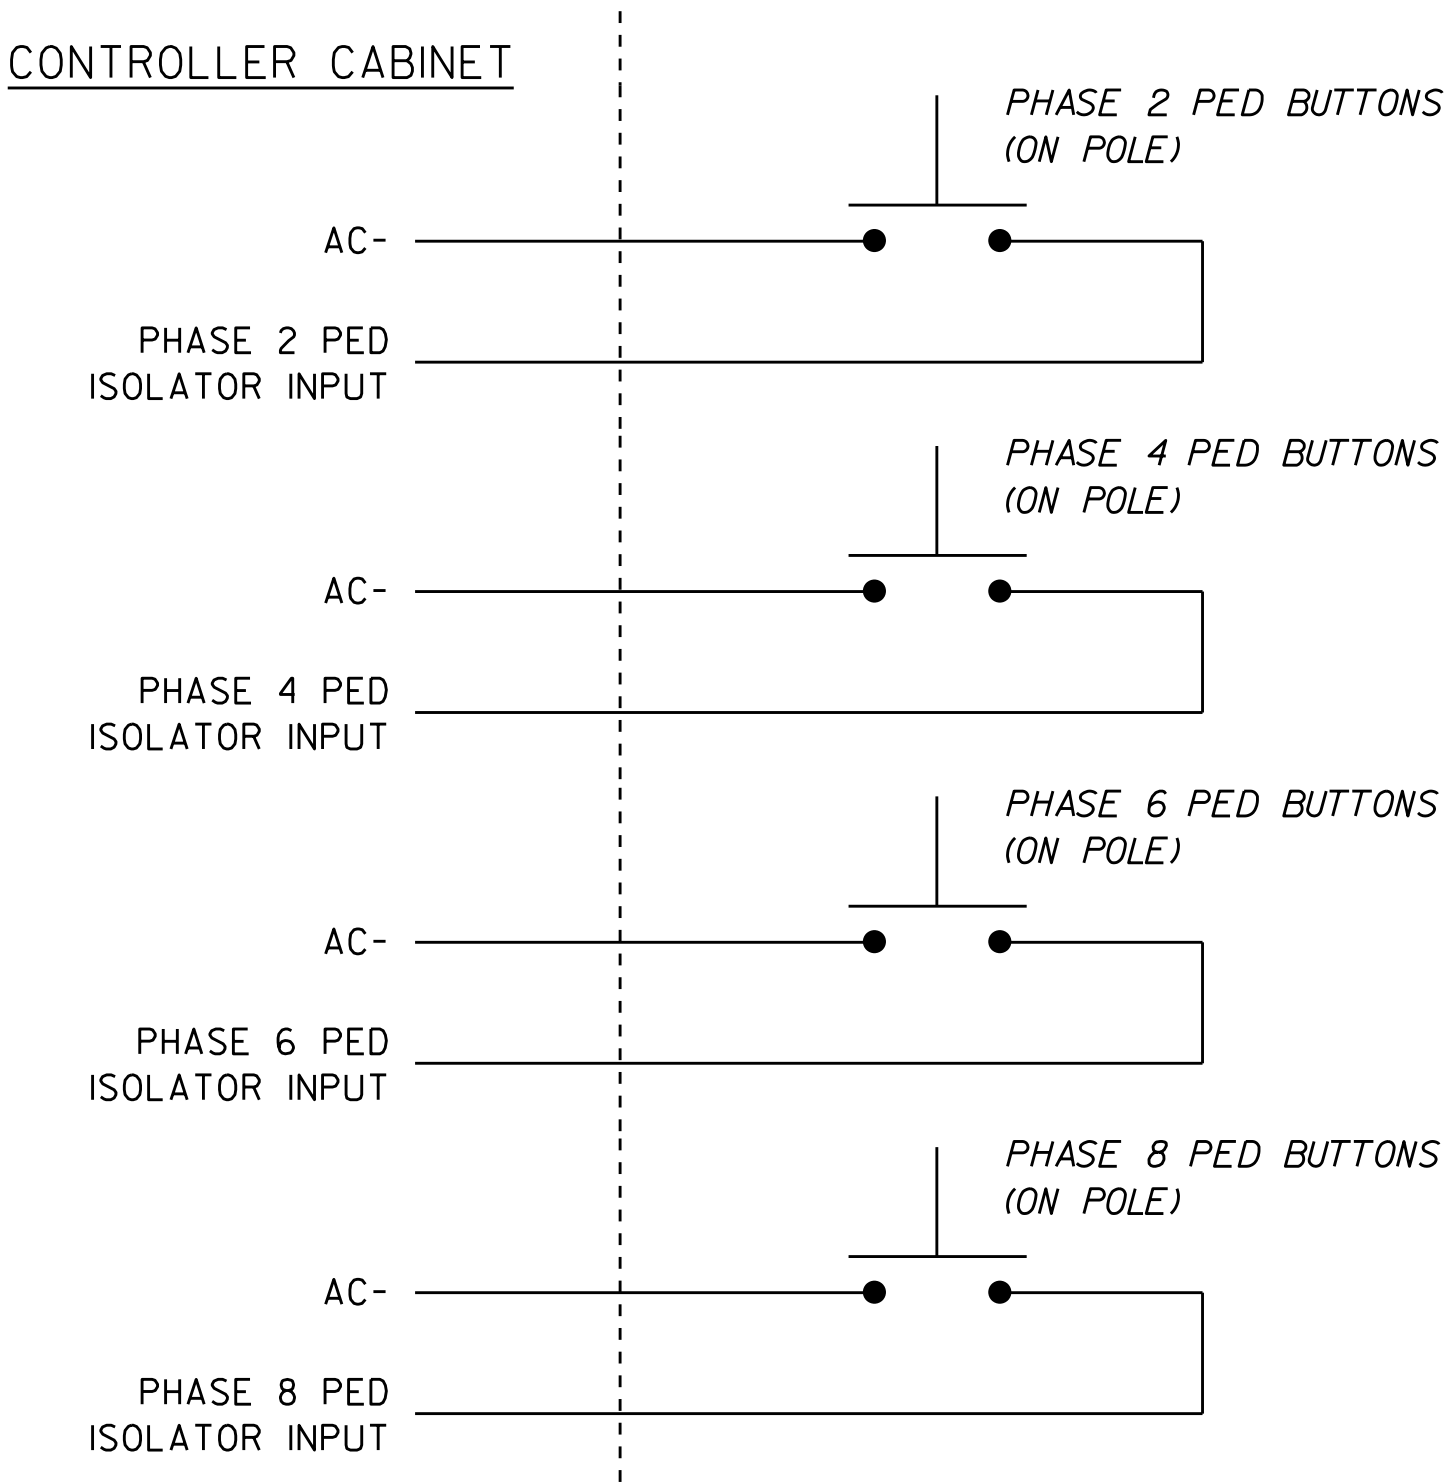 CONTROLLER CABINET
PHASE 2 PED BUTTONS
(ON POLE)
AC-
PHASE 2 PED
ISOLATOR INPUT
PHASE 4 PED BUTTONS
(ON POLE)
AC-
PHASE 4 PED
ISOLATOR INPUT
PHASE 6 PED BUTTONS
(ON POLE)
AC-
PHASE 6 PED
ISOLATOR INPUT
PHASE 8 PED BUTTONS
(ON POLE)
AC-
PHASE 8 PED
ISOLATOR INPUT